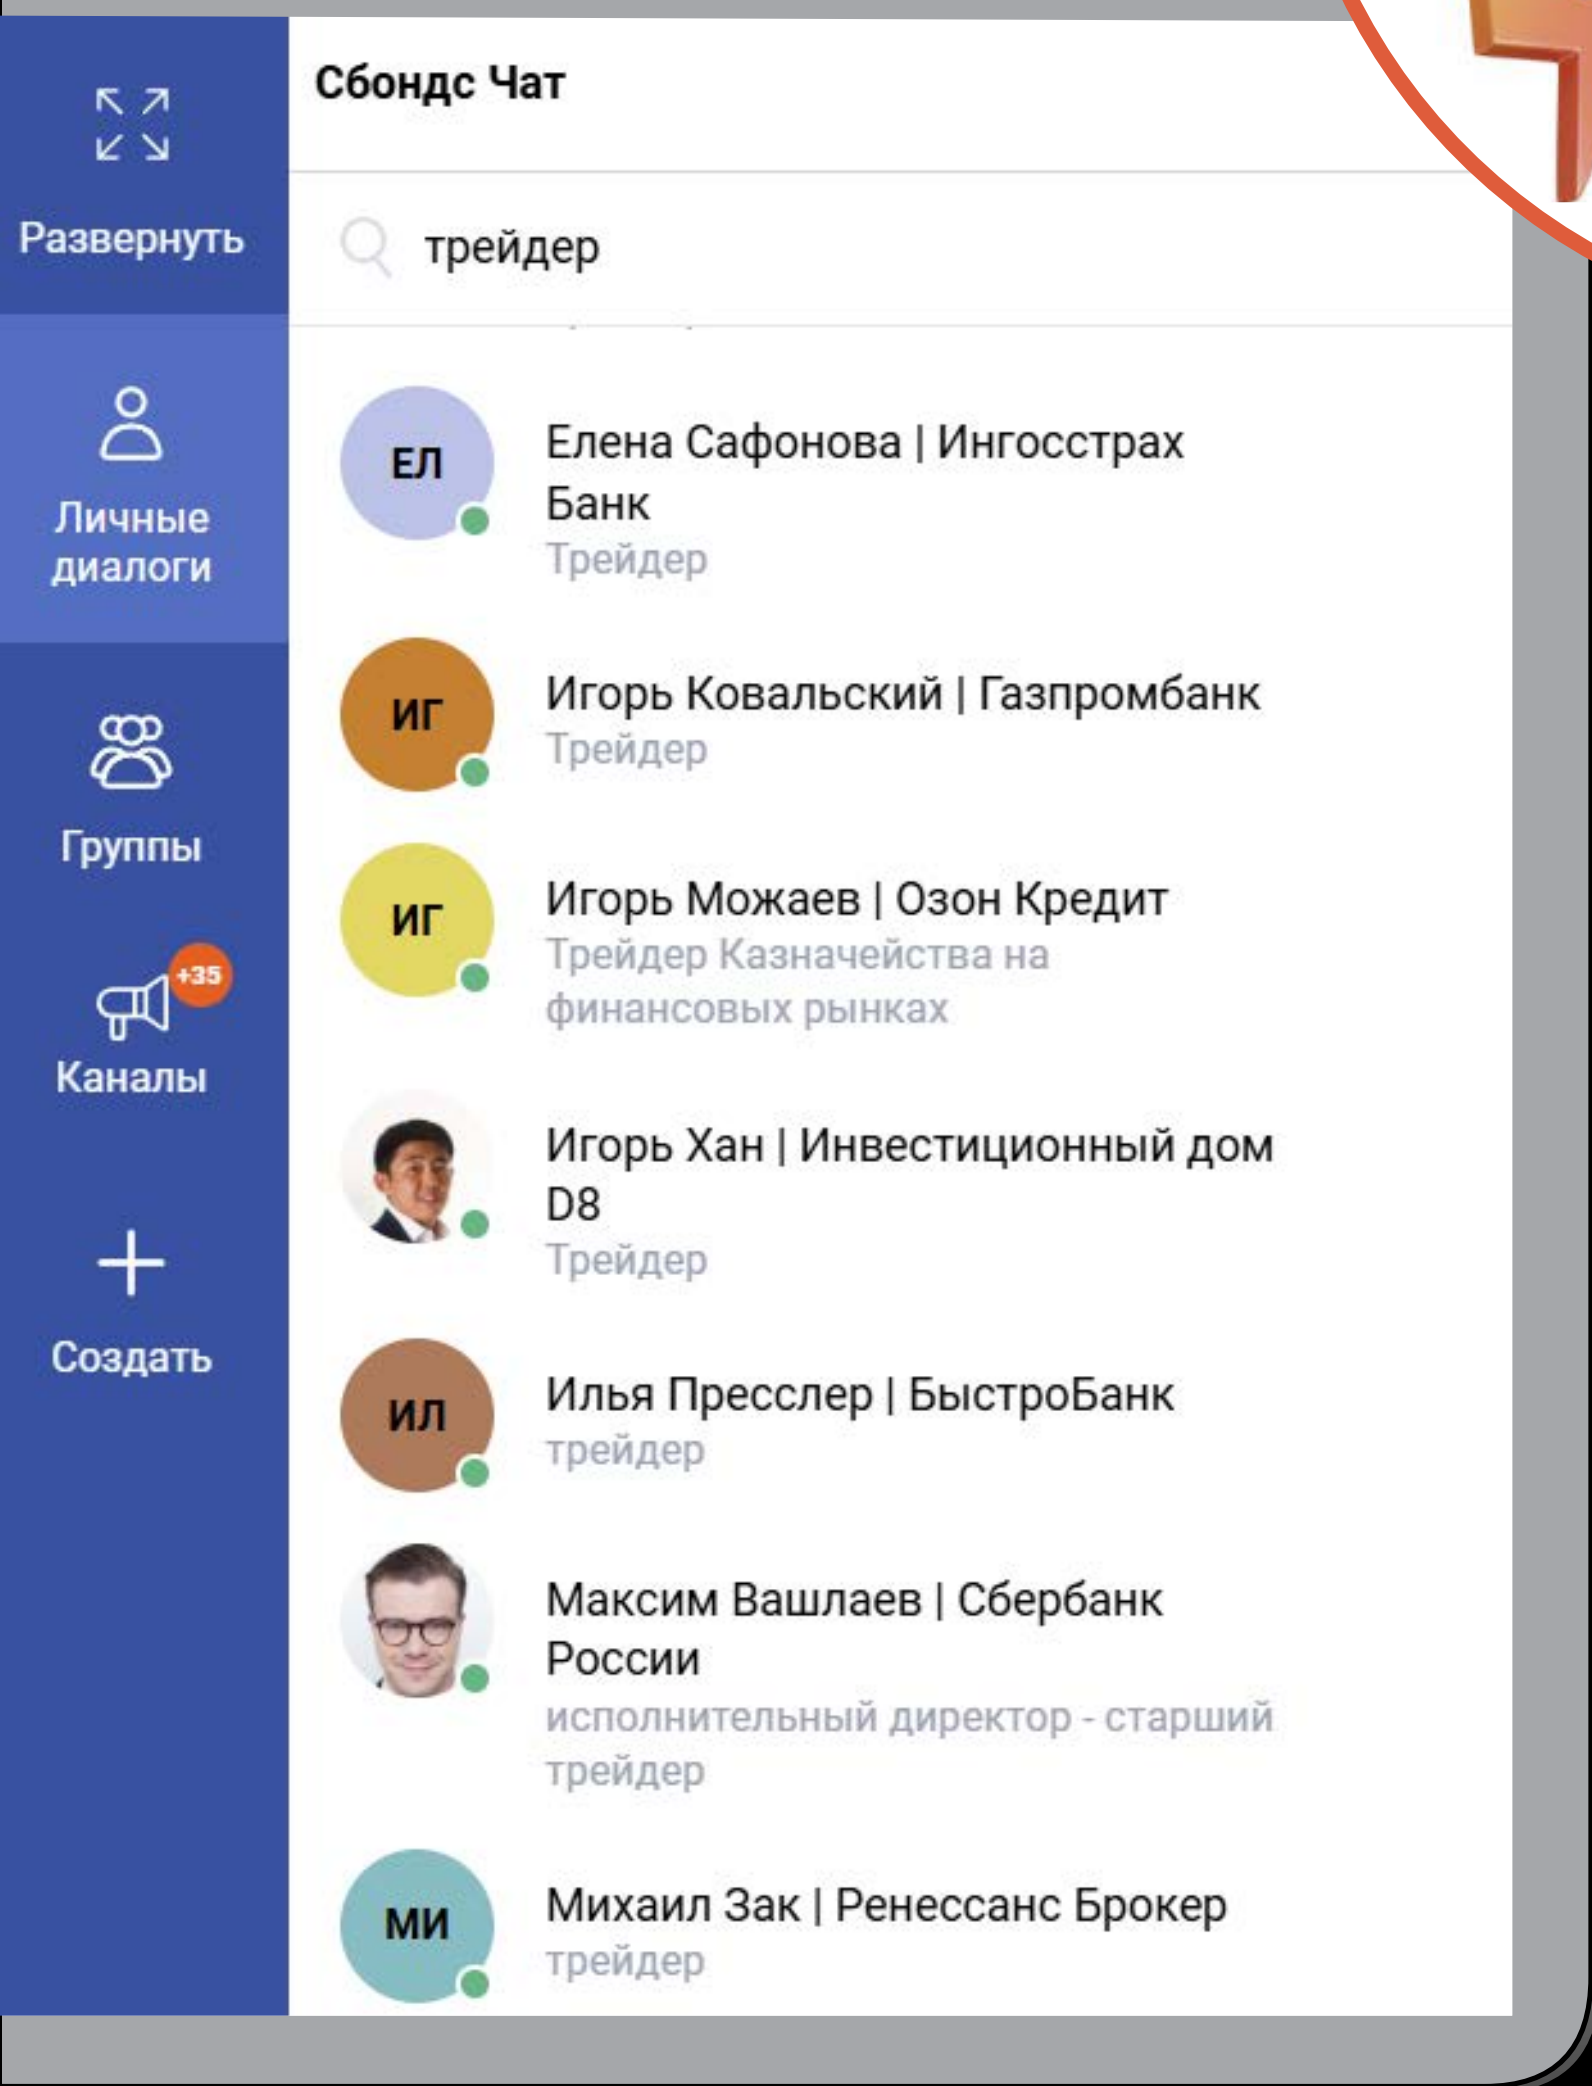 Сбондс Чат
Развернуть
трейдер
Личные
диалоги
Группы
+35
Каналы
Создать
ЕЛ
Елена Сафонова | Ингосстрах
Банк
Трейдер
ИГ
Игорь Ковальский | Газпромбанк
Трейдер
ИГ
Игорь Можаев | Озон Кредит
Трейдер Казначейства на
финансовых рынках
Игорь Хан | Инвестиционный дом
D8
Трейдер
ИЛ
Илья Пресслер | БыстроБанк
трейдер
Максим Вашлаев | Сбербанк
России
исполнительный директор - старший
трейдер
МИ
Михаил Зак | Ренессанс Брокер
трейдер